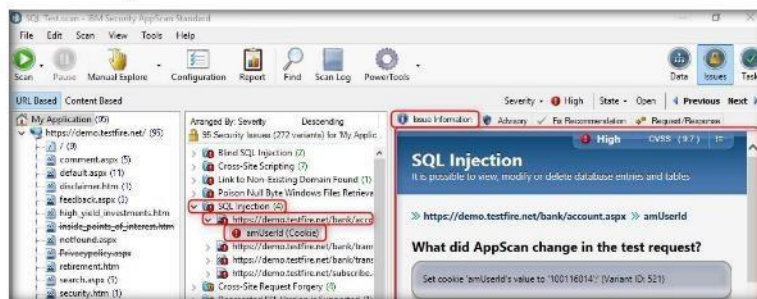 SQL Test.scan - IBM Security AppScan Standard
File Edit Scan View Tools Help
Scan Pause Manual Explore Configuration Report Find Scan Log PowerTools Data Issues Task
URL Based Content Based
Severity High State Open Previous Next
My Application (95)
https://demo.testfire.net/ (95)
/ (9)
comment.aspx (5)
default.aspx (11)
disclaimer.htm (1)
feedback.aspx (3)
high_yield_investments.htm
inside_points_of_interest.htm
notfound.aspx
Privacypolicy.aspx
retirement.htm
search.aspx (5)
security.htm (1)
Arranged By: Severity Descending
95 Security Issues (272 variants) for 'My Applic
Blind SQL Injection (2)
Cross-Site Scripting (7)
Link to Non-Existing Domain Found (1)
Poison Null Byte Windows Files Retrieva
SQL Injection (4)
https://demo.testfire.net/bank/acco
amUserId (Cookie)
https://demo.testfire.net/bank/tran
https://demo.testfire.net/bank/trans
https://demo.testfire.net/subscribe.
Cross-Site Request Forgery (4)
Issue Information Advisory Fix Recommendation Request/Response
High CVSS (9.7)
SQL Injection
It is possible to view, modify or delete database entries and tables
https://demo.testfire.net/bank/account.aspx amUserId
What did AppScan change in the test request?
Set cookie 'amUserId's value to '100116014';' (Variant ID: 521)